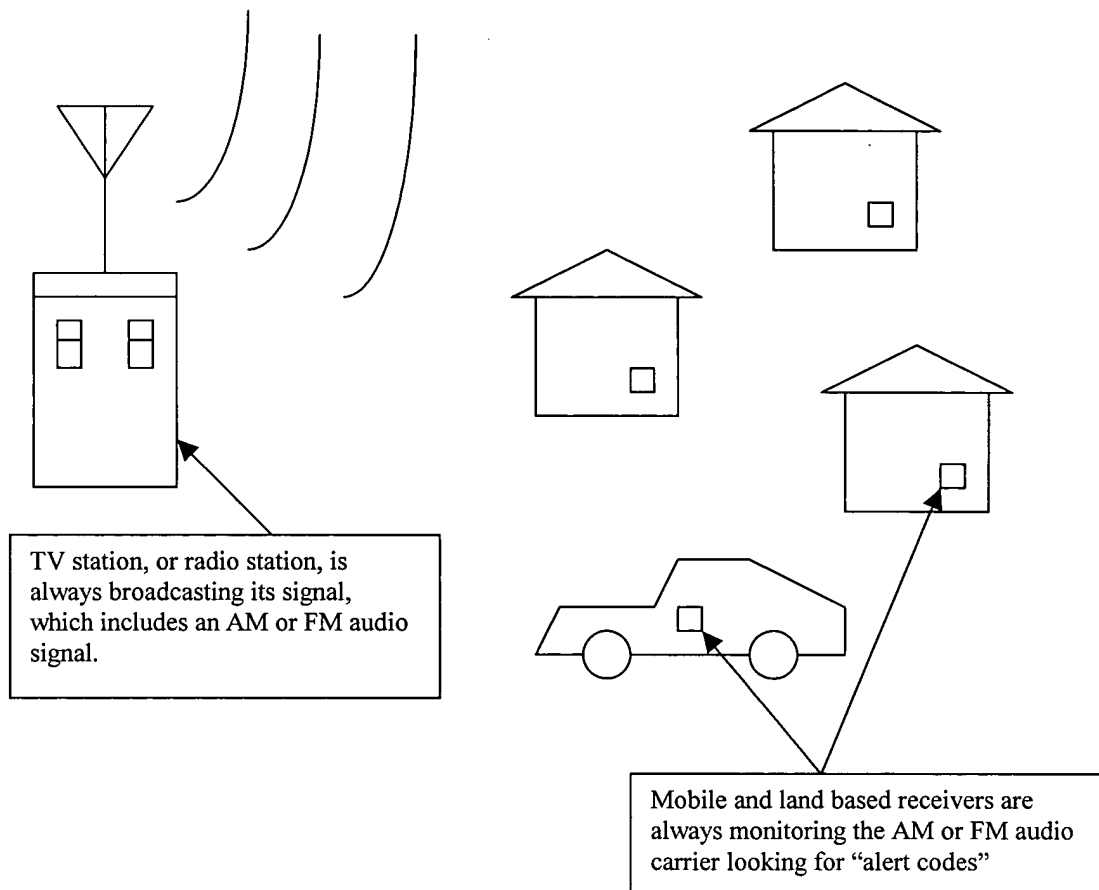 TV station, or radio station, is
always broadcasting its signal,
which includes an AM or FM audio
signal.
Mobile and land based receivers are
always monitoring the AM or FM audio
carrier looking for “alert codes”